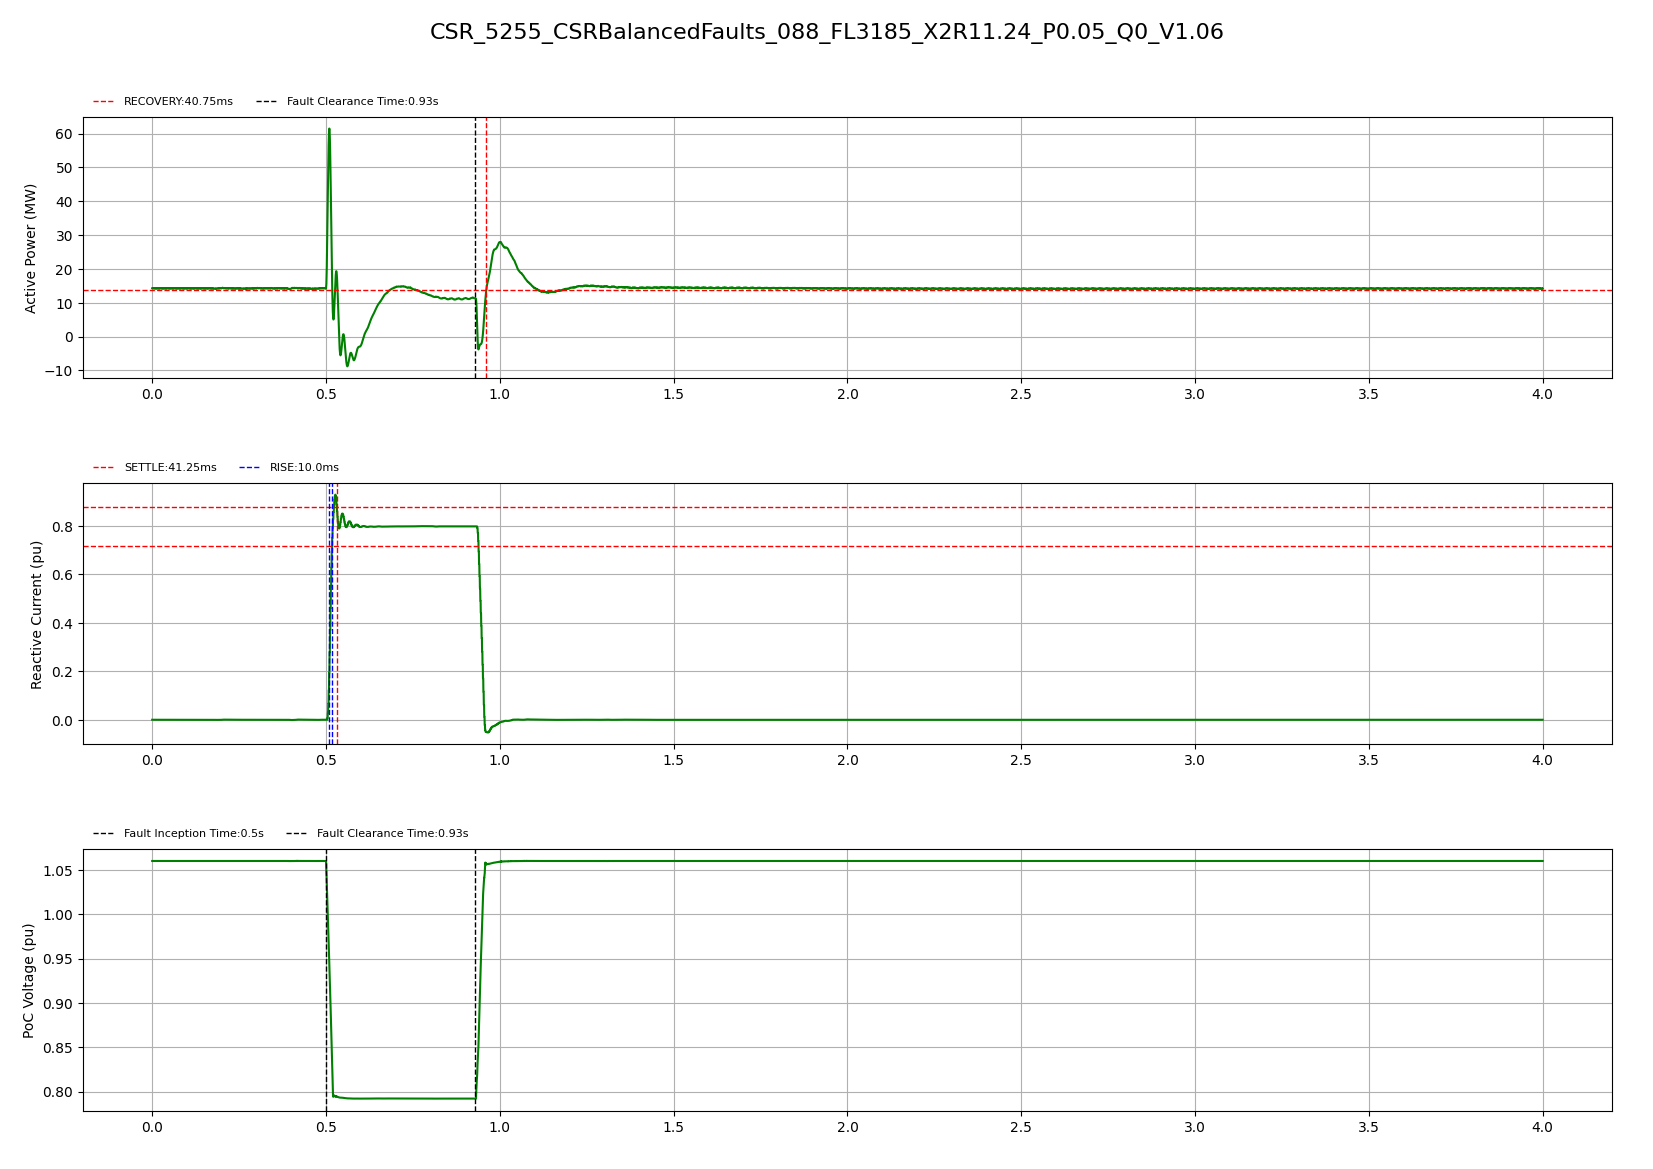 CSR_5255_CSRBalancedFaults_088_FL3185_X2R11.24_P0.05_Q0_V1.06
RECOVERY:40.75ms Fault Clearance Time:0.93s
Active Power (MW)
60
50
40
30
20
10
0
−10
0.0 0.5 1.0 1.5 2.0 2.5 3.0 3.5 4.0
SETTLE:41.25ms RISE:10.0ms
Reactive Current (pu)
0.8
0.6
0.4
0.2
0.0
0.0 0.5 1.0 1.5 2.0 2.5 3.0 3.5 4.0
Fault Inception Time:0.5s Fault Clearance Time:0.93s
PoC Voltage (pu)
1.05
1.00
0.95
0.90
0.85
0.80
0.0 0.5 1.0 1.5 2.0 2.5 3.0 3.5 4.0